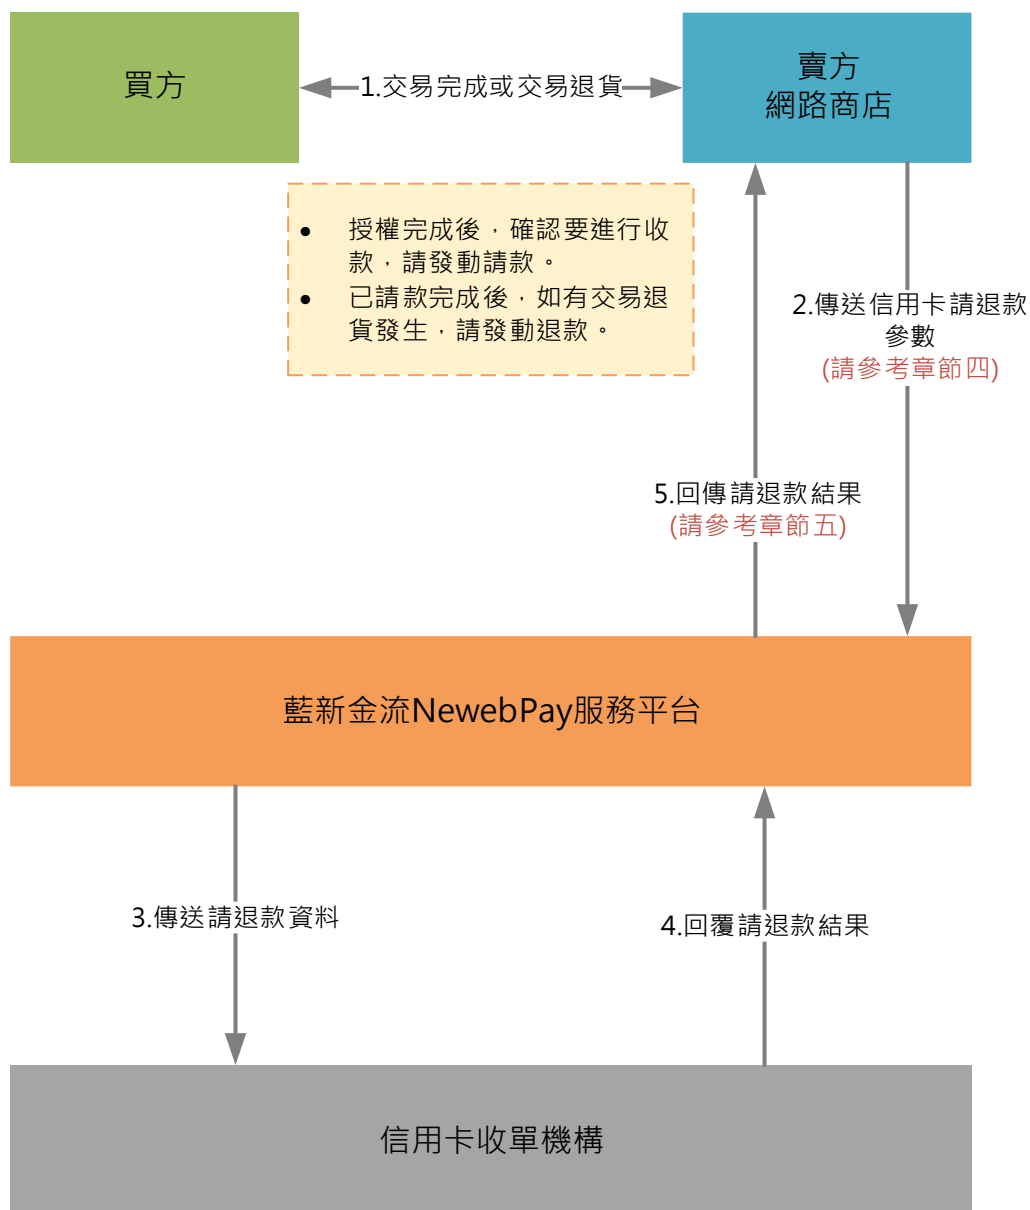 買方
1.交易完成或交易退貨
賣方
網路商店
• 授權完成後，確認要進行收
款，請發動請款。
• 已請款完成後，如有交易退
貨發生，請發動退款。
2.傳送信用卡請退款
參數
(請參考章節四)
5.回傳請退款結果
(請參考章節五)
藍新金流NewebPay服務平台
3.傳送請退款資料
4.回覆請退款結果
信用卡收單機構